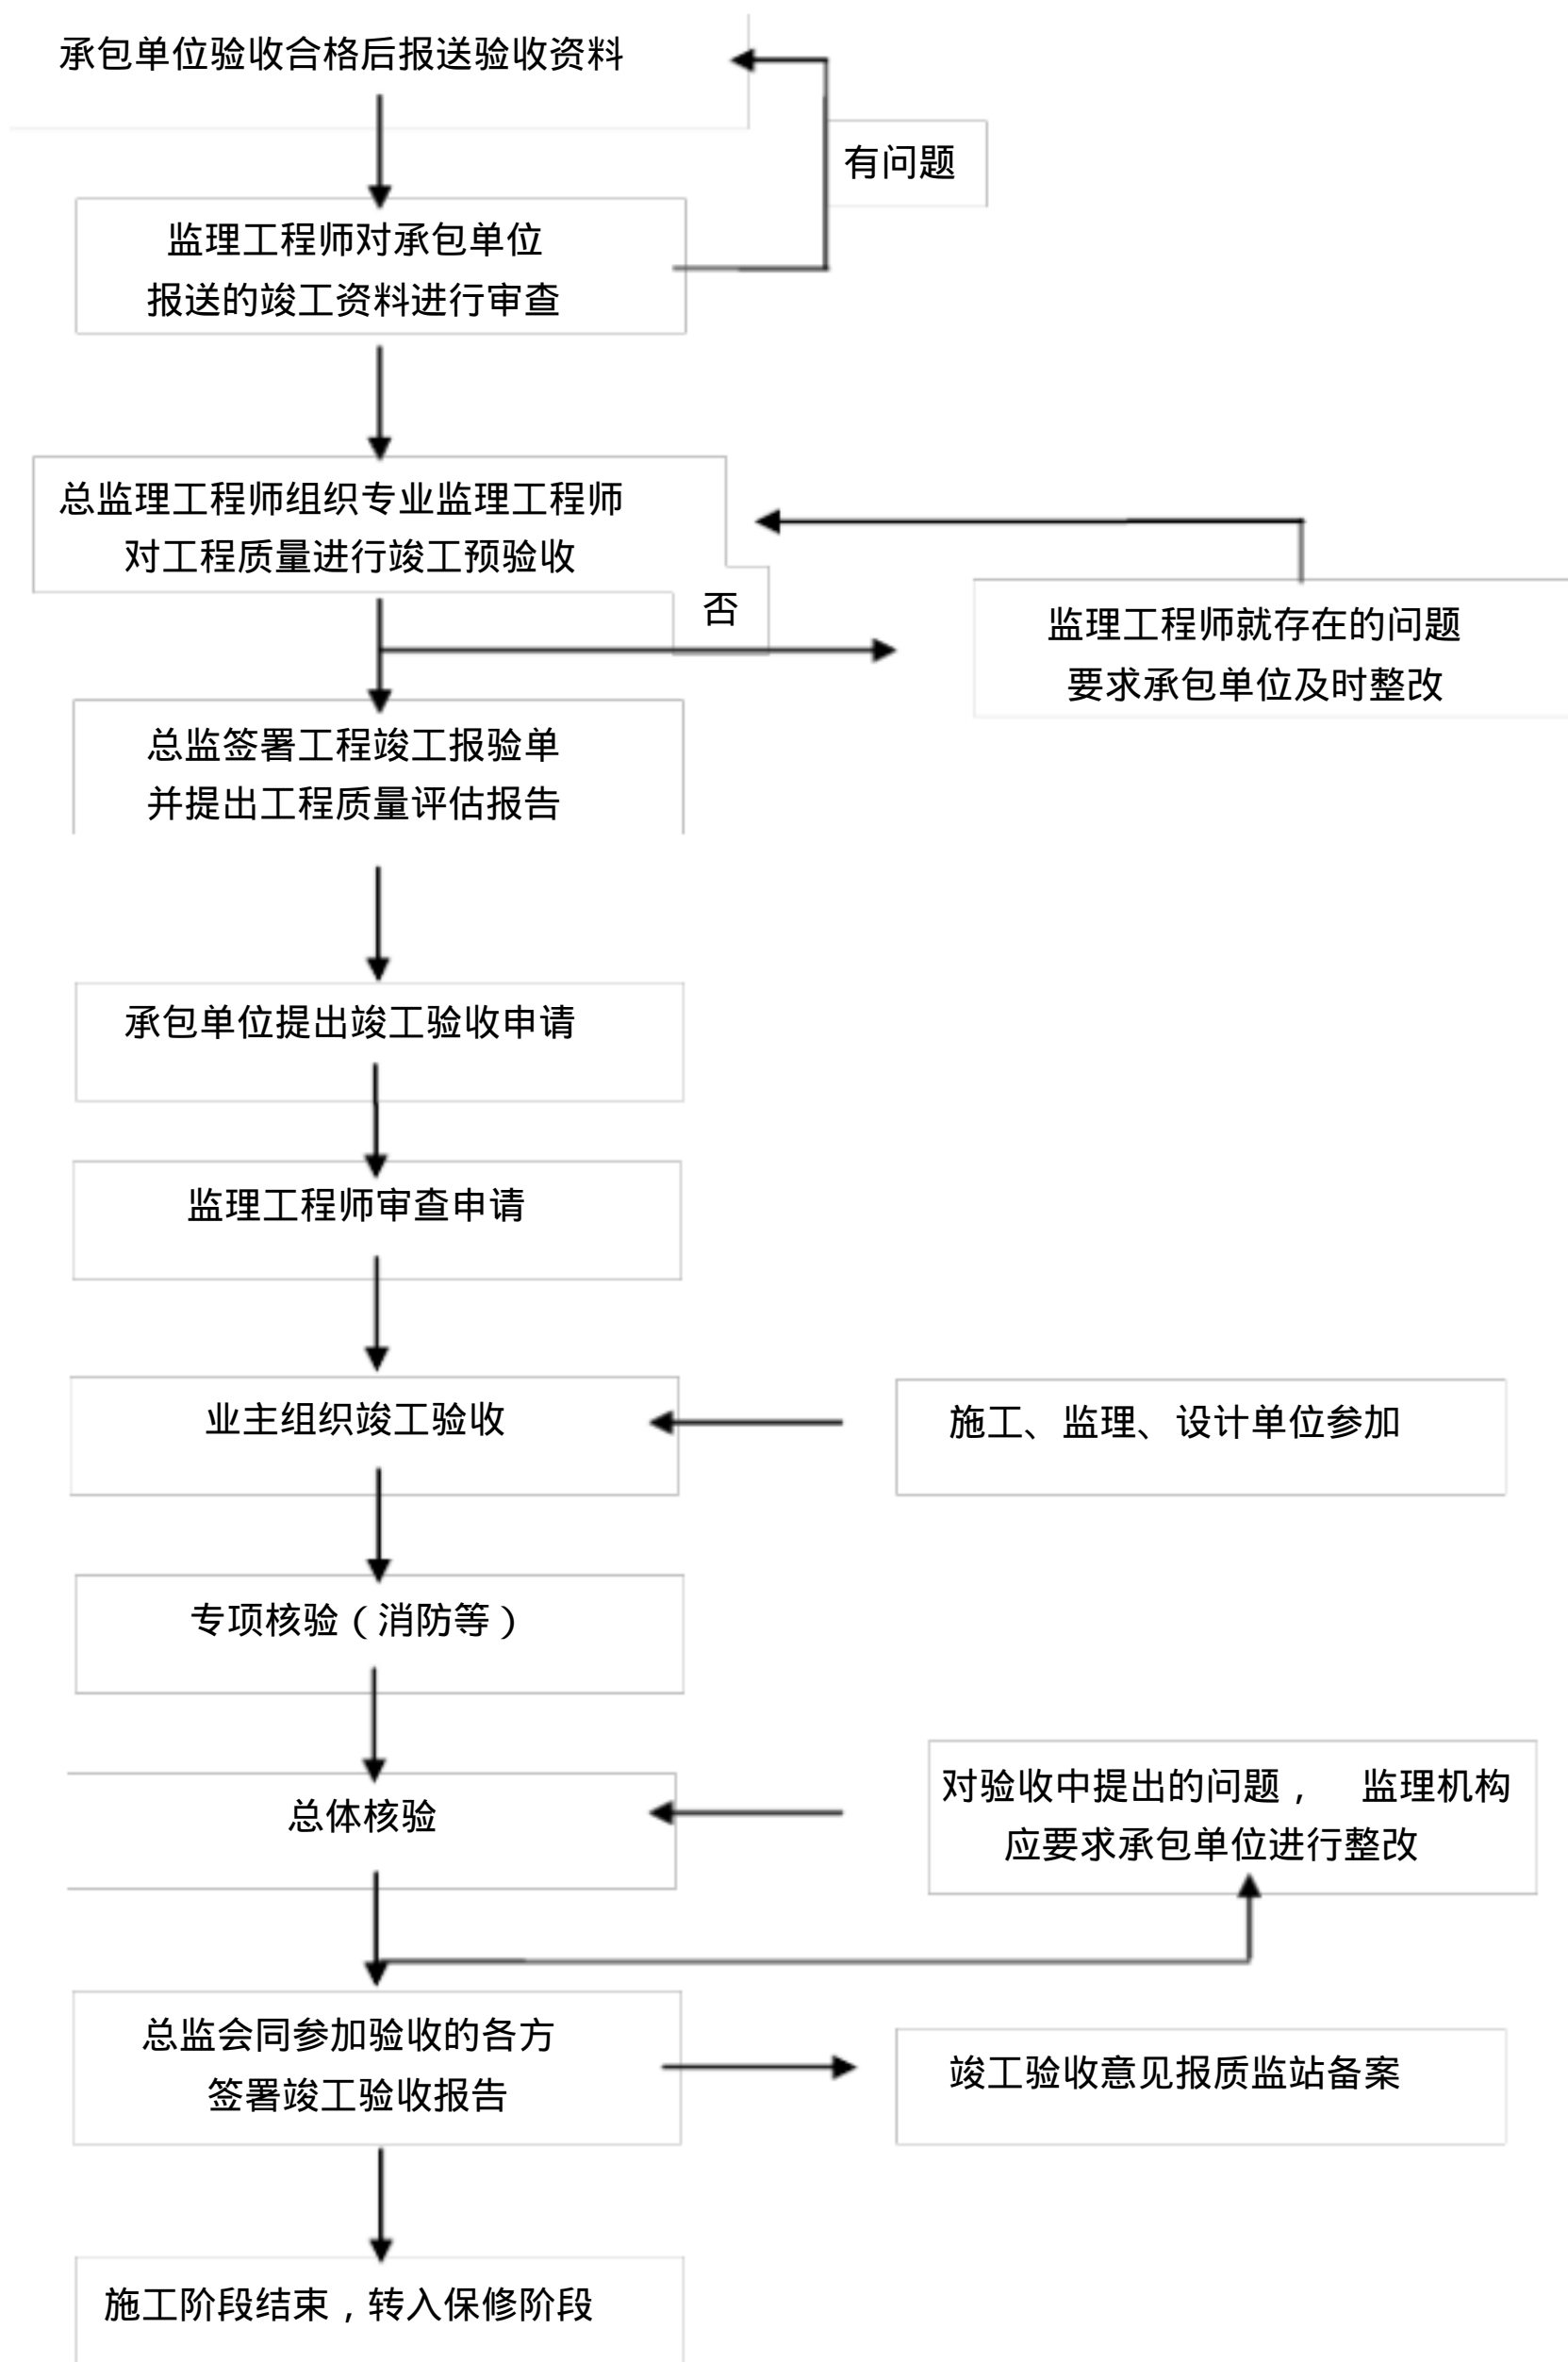 承包单位验收合格后报送验收资料
有问题
监理工程师对承包单位
报送的竣工资料进行审查
总监理工程师组织专业监理工程师
对工程质量进行竣工预验收
否
监理工程师就存在的问题
要求承包单位及时整改
总监签署工程竣工报验单
并提出工程质量评估报告
承包单位提出竣工验收申请
监理工程师审查申请
业主组织竣工验收
施工、监理、设计单位参加
专项核验（消防等）
总体核验
对验收中提出的问题， 监理机构
应要求承包单位进行整改
总监会同参加验收的各方
签署竣工验收报告
竣工验收意见报质监站备案
施工阶段结束，转入保修阶段